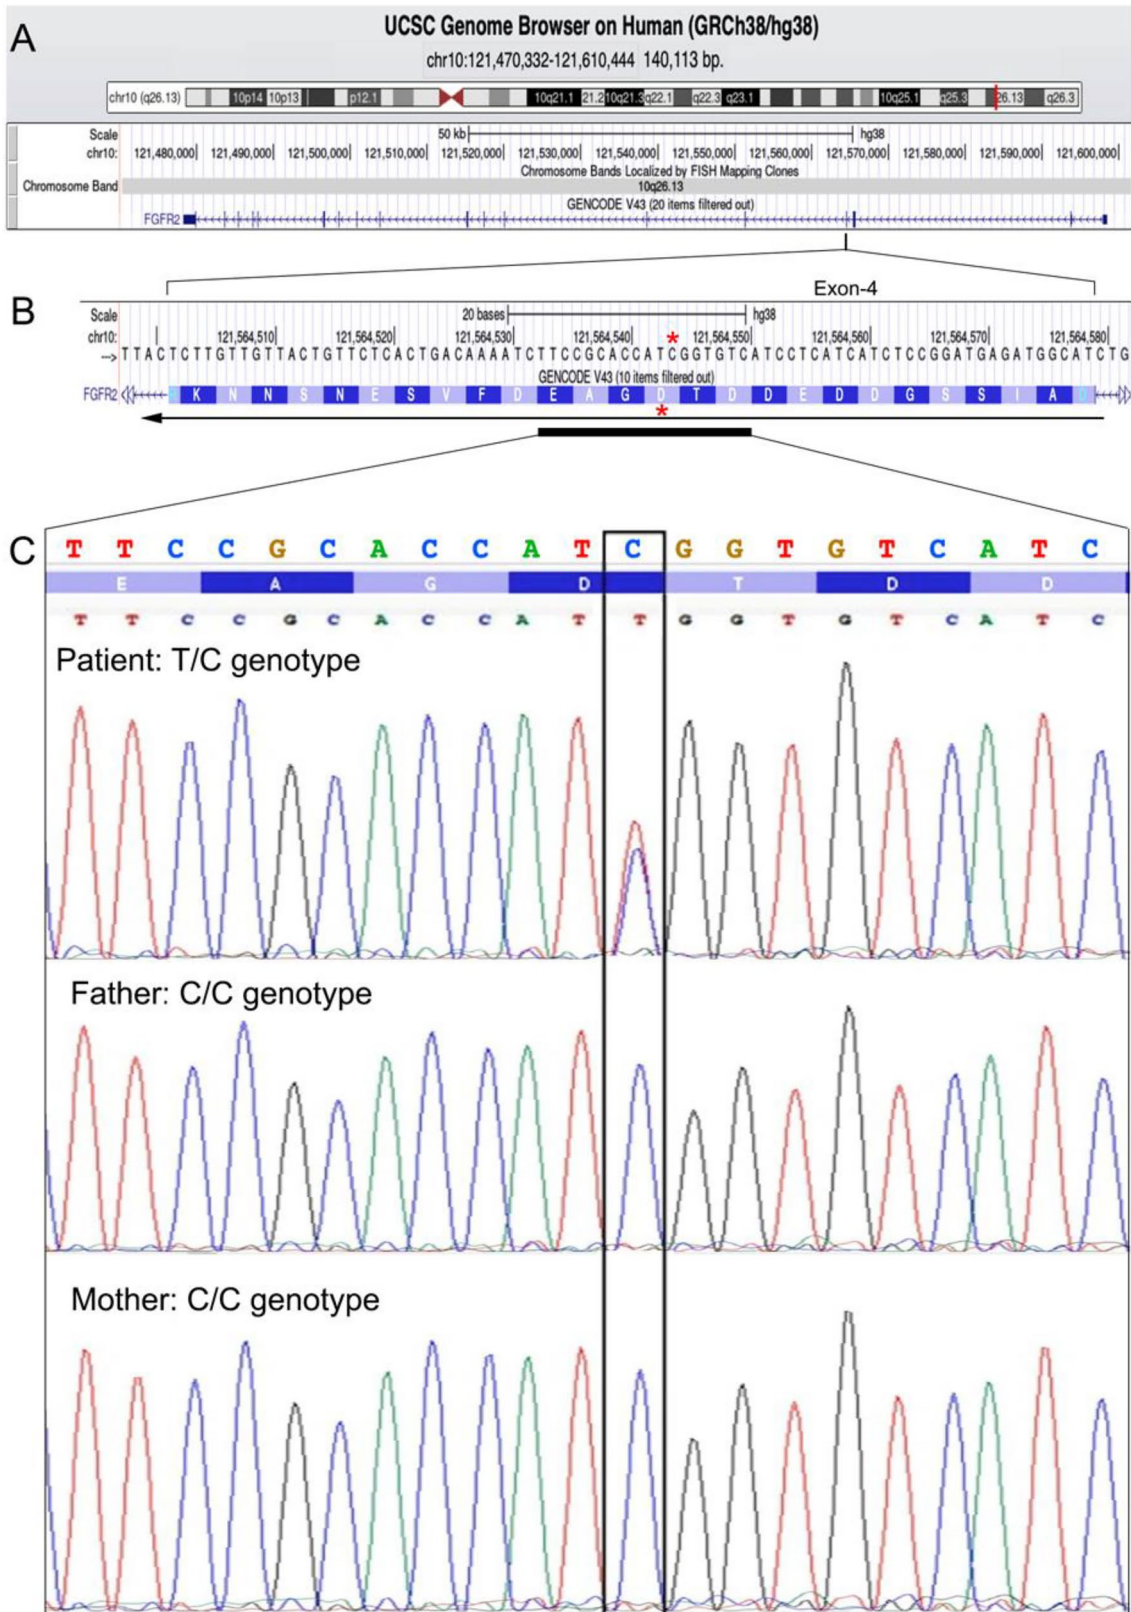 A
UCSC Genome Browser on Human (GRCh38/hg38)
chr10:121,470,332-121,610,444 140,113 bp.
chr10 (q26.13) 10p14 10p13 p12.1 10q21.1 21.2 10q21.3 q22.1 q22.3 q23.1 10q25.1 q25.3 26.13 q26.3
Scale 50 kb hg38
chr10: 121,480,000 121,490,000 121,500,000 121,510,000 121,520,000 121,530,000 121,540,000 121,550,000 121,560,000 121,570,000 121,580,000 121,590,000 121,600,000
Chromosome Bands Localized by FISH Mapping Clones
Chromosome Band 10q26.13
GENCODE V43 (20 items filtered out)
FGFR2
Exon-4
B
Scale 20 bases hg38
chr10: 121,564,510 121,564,520 121,564,530 121,564,540 * 121,564,550 121,564,560 121,564,570 121,564,580
---> T T A C T C T T G T T G T T A C T G T T C T C A C T G A C A A A A T C T T C C G C A C C A T C G G T G T C A T C C T C A T C A T C T C C G G A T G A G A T G G C A T C T G
GENCODE V43 (10 items filtered out)
FGFR2 K N N S N E S V F D E A G D T D D E D D G S S I A D
*
C
T T C C G C A C C A T C G G T G T C A T C
E A G D T D D
T T C C G C A C C A T T G G T G T C A T C
Patient: T/C genotype
Father: C/C genotype
Mother: C/C genotype